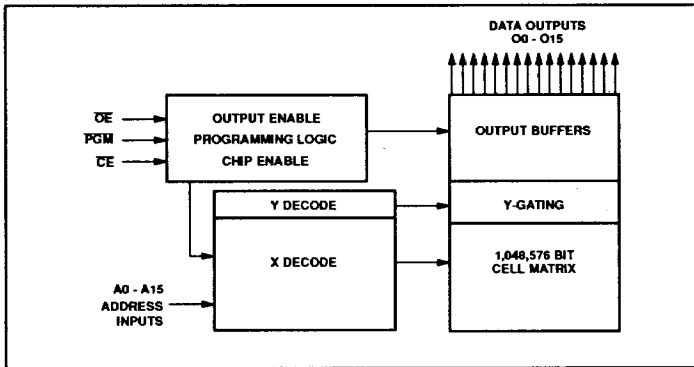 DATA OUTPUTS
O0 - O15
OE
PGM
CE
OUTPUT ENABLE
PROGRAMMING LOGIC
CHIP ENABLE
OUTPUT BUFFERS
Y DECODE
Y-GATING
X DECODE
1,048,576 BIT
CELL MATRIX
A0 - A15
ADDRESS
INPUTS